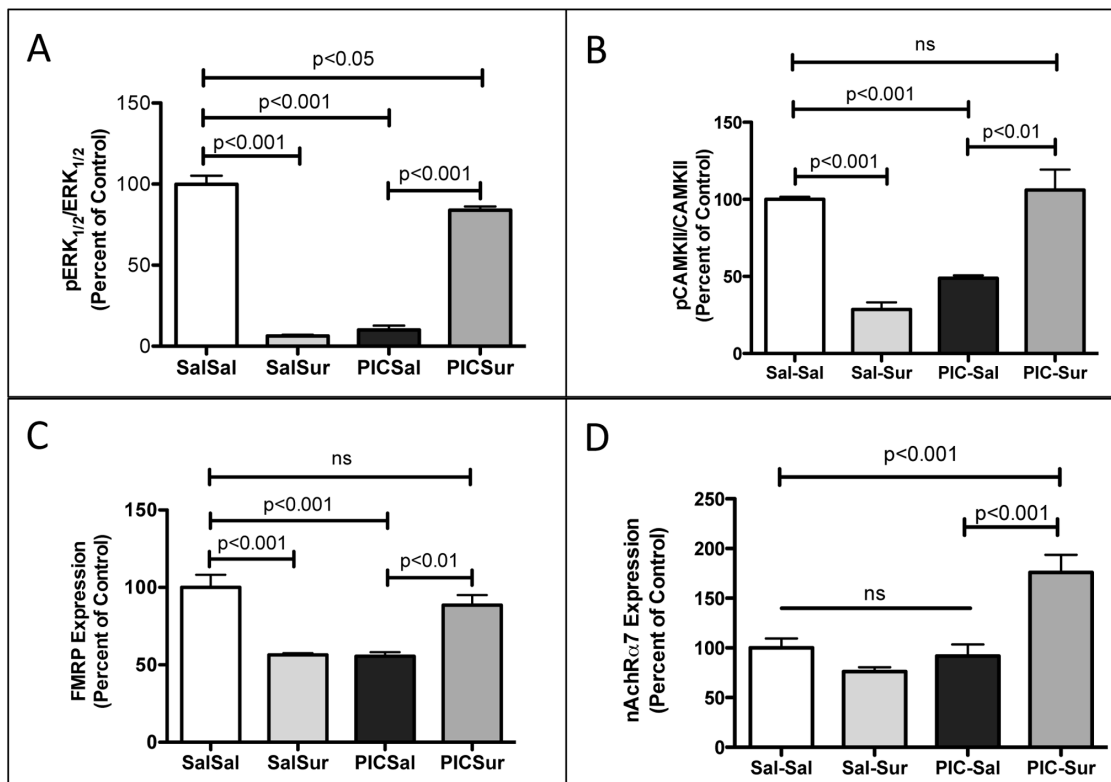 A
p<0.05
p<0.001
p<0.001
p<0.001
pERK1/2/ERK1/2
(Percent of Control)
150
100
50
0
SalSal SalSur PICSal PICSur
B
ns
p<0.001
p<0.01
p<0.001
pCAMKII/CAMKII
(Percent of Control)
150
100
50
0
Sal-Sal Sal-Sur PIC-Sal PIC-Sur
C
ns
p<0.001
p<0.001
p<0.01
FMRP Expression
(Percent of Control)
150
100
50
0
SalSal SalSur PICSal PICSur
D
p<0.001
p<0.001
ns
nAchRα7 Expression
(Percent of Control)
250
200
150
100
50
0
Sal-Sal Sal-Sur PIC-Sal PIC-Sur